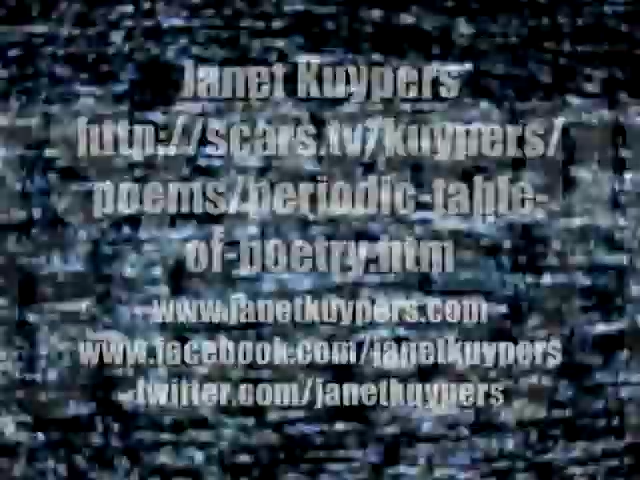 Janet Kuypers
http://scars.tv/kuypers/
poems/periodic-table-
of-poetry.htm
www.janetkuypers.com
www.facebook.com/janetkuypers
twitter.com/janetkuypers